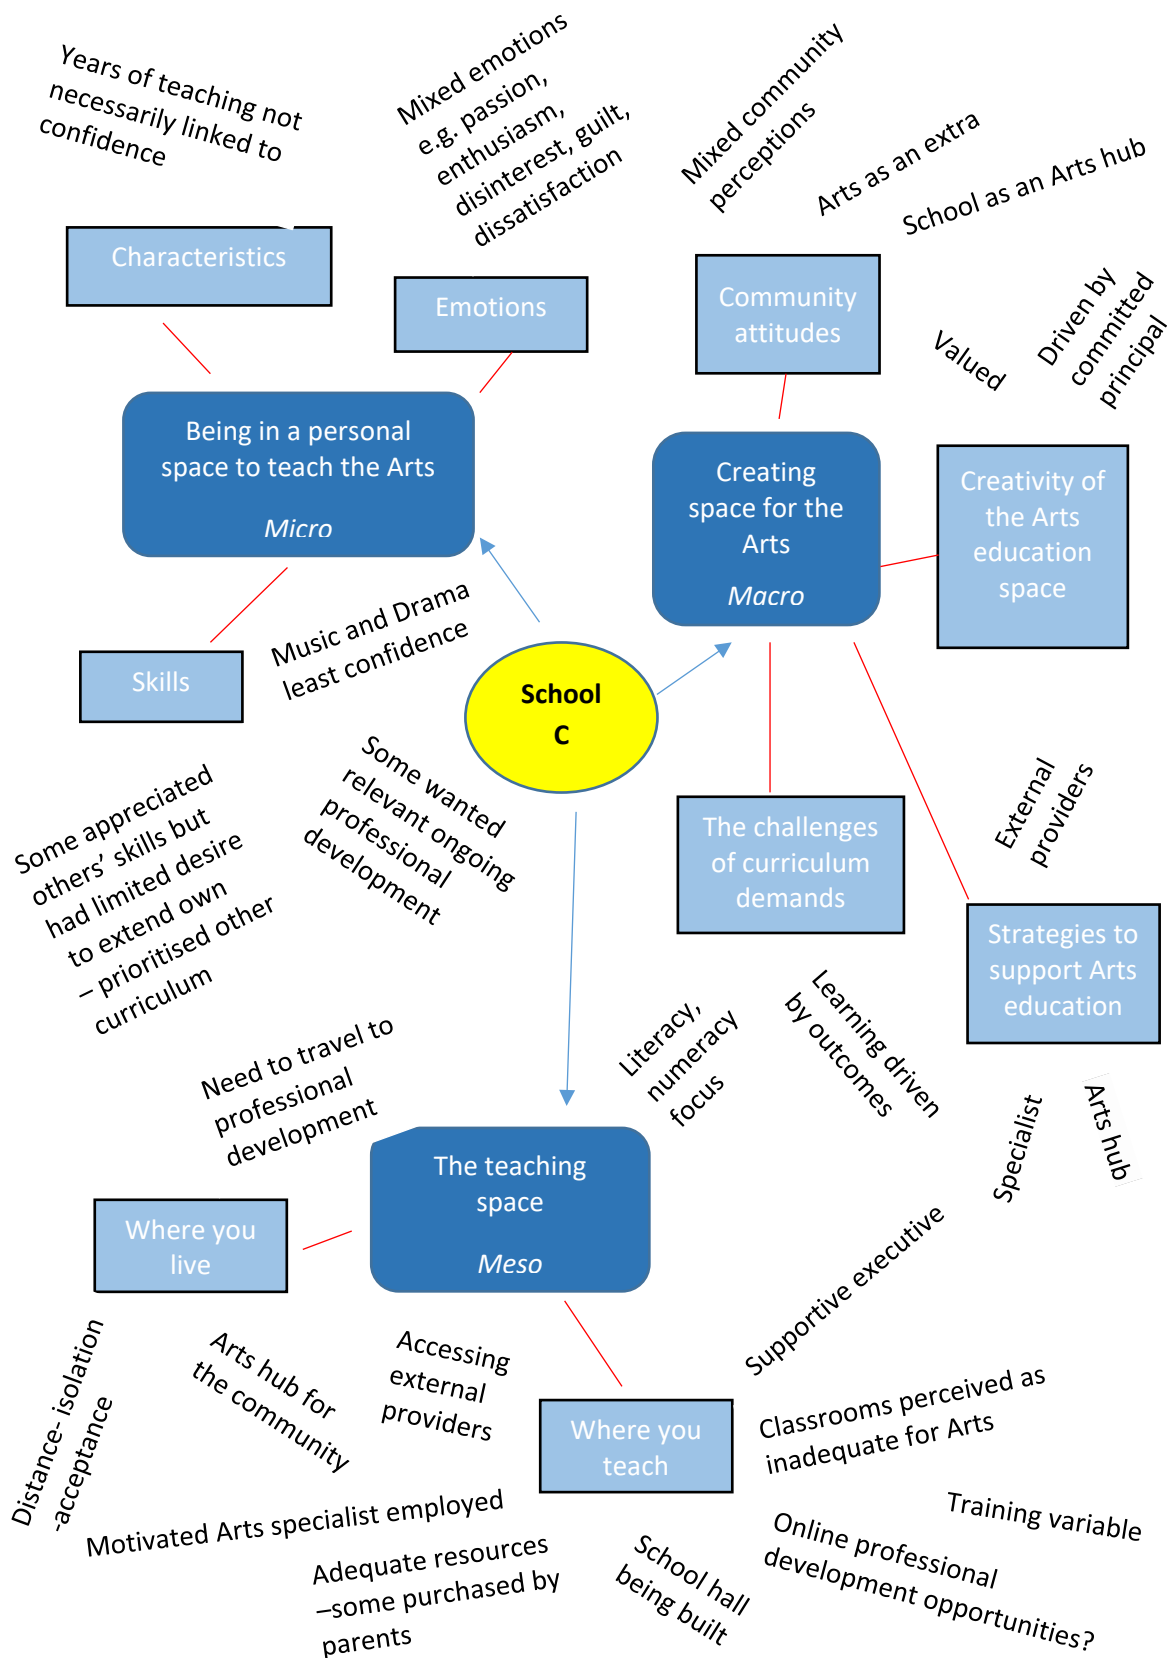 Years of teaching not
necessarily linked to
confidence
Mixed emotions
e.g. passion,
enthusiasm,
disinterest, guilt,
dissatisfaction
Mixed community
perceptions
Arts as an extra
School as an Arts hub
Characteristics
Emotions
Community
attitudes
Valued
Driven by
committed
principal
Being in a personal
space to teach the Arts
Micro
Creating
space for the
Arts
Macro
Creativity of
the Arts
education
space
Skills
Music and Drama
least confidence
School
C
Some appreciated
others’ skills but
had limited desire
to extend own
– prioritised other
curriculum
Some wanted
relevant ongoing
professional
development
The challenges
of curriculum
demands
External
providers
Strategies to
support Arts
education
Literacy,
numeracy
focus
Learning driven
by outcomes
Specialist
Arts hub
Need to travel to
professional
development
The teaching
space
Meso
Where you
live
Distance- isolation
-acceptance
Arts hub for
the community
Accessing
external
providers
Where you
teach
Supportive executive
Classrooms perceived as
inadequate for Arts
Training variable
Online professional
development opportunities?
Motivated Arts specialist employed
Adequate resources
–some purchased by
parents
School hall
being built